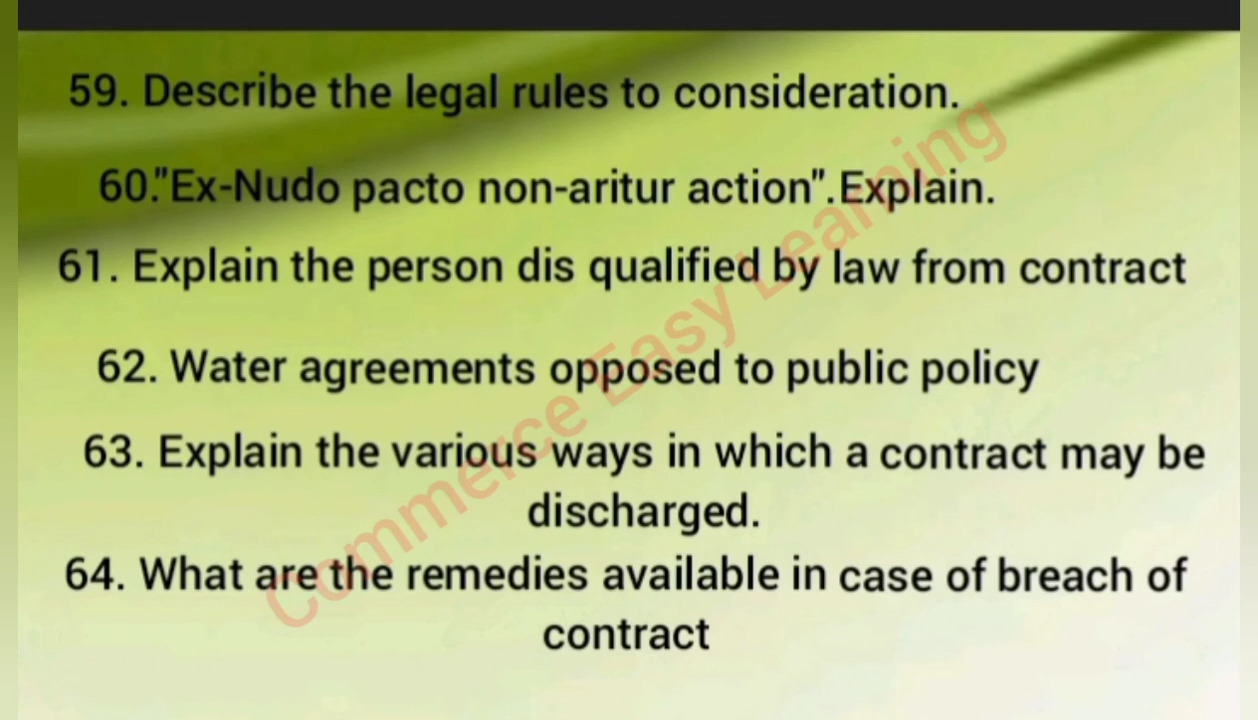 59. Describe the legal rules to consideration.
60."Ex-Nudo pacto non-aritur action".Explain.
61. Explain the person dis qualified by law from contract
62. Water agreements opposed to public policy
63. Explain the various ways in which a contract may be
discharged.
64. What are the remedies available in case of breach of
contract
Commerce Easy Learning